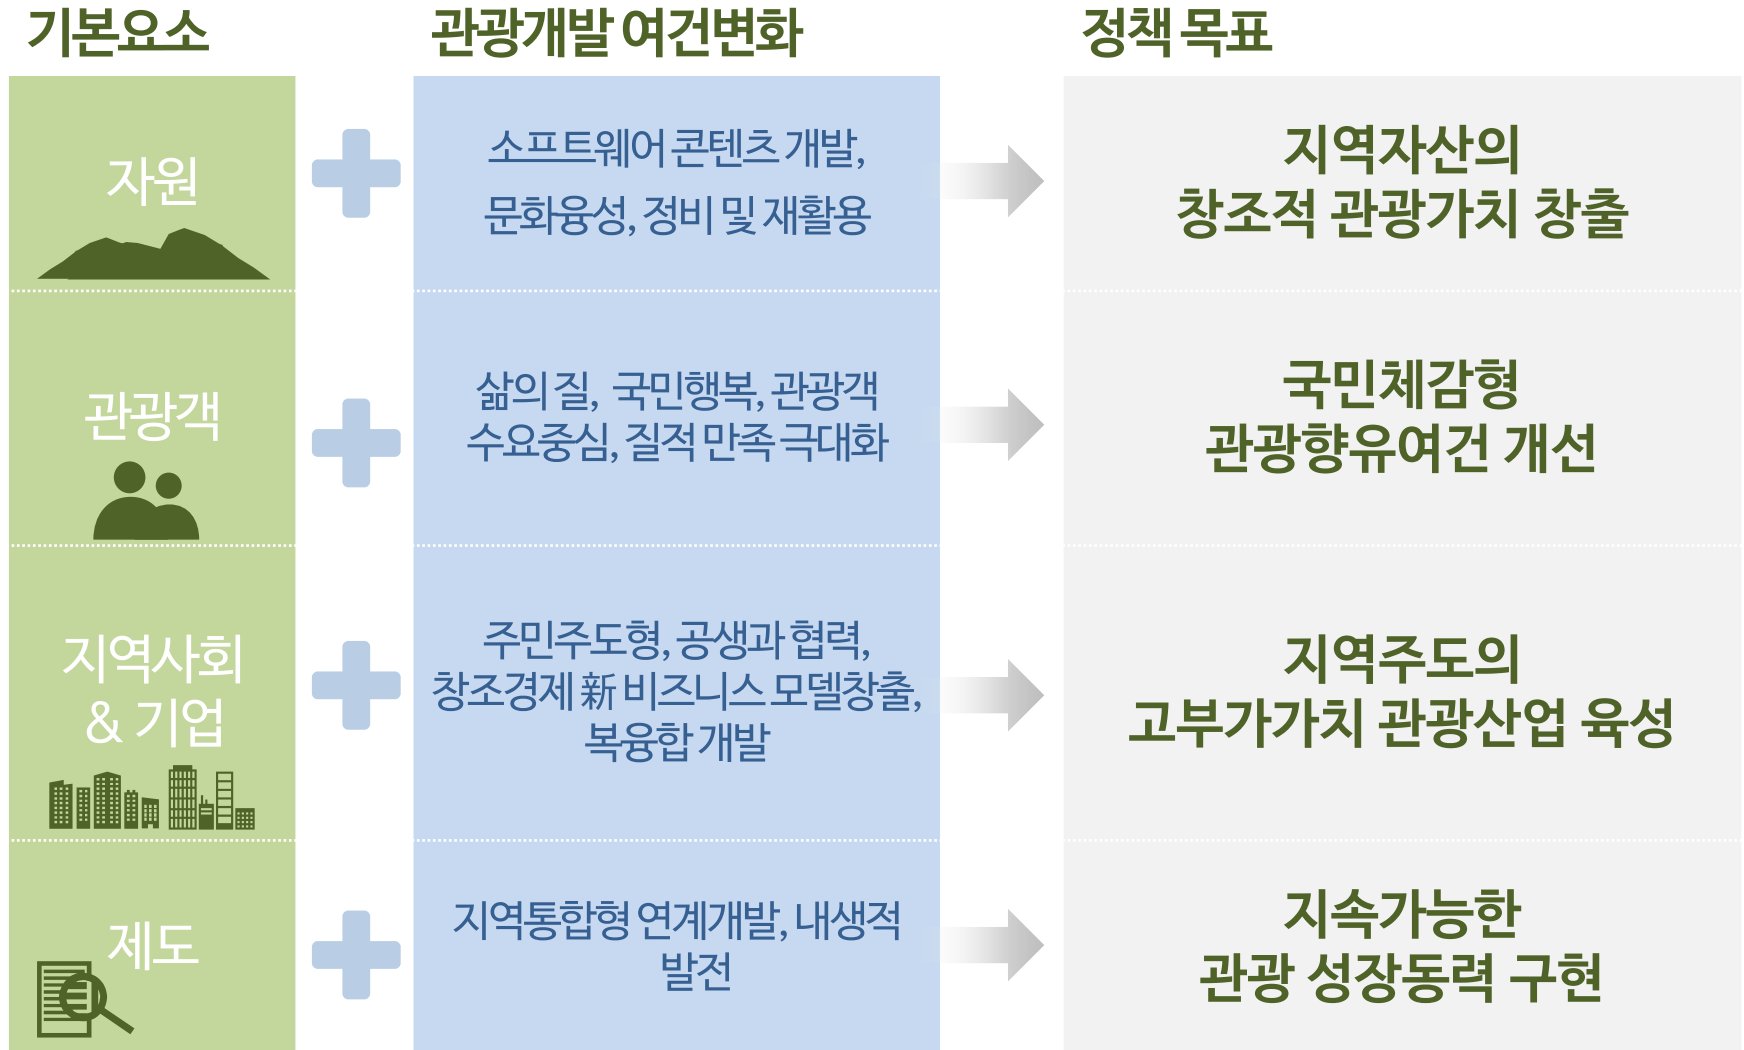 기본요소
관광개발 여건변화
정책 목표
자원
소프트웨어 콘텐츠 개발,
문화융성, 정비 및 재활용
지역자산의
창조적 관광가치 창출
관광객
삶의 질, 국민행복, 관광객
수요중심, 질적 만족 극대화
국민체감형
관광향유여건 개선
지역사회
& 기업
주민주도형, 공생과 협력,
창조경제 新 비즈니스 모델창출,
복융합 개발
지역주도의
고부가가치 관광산업 육성
제도
지역통합형 연계개발, 내생적
발전
지속가능한
관광 성장동력 구현